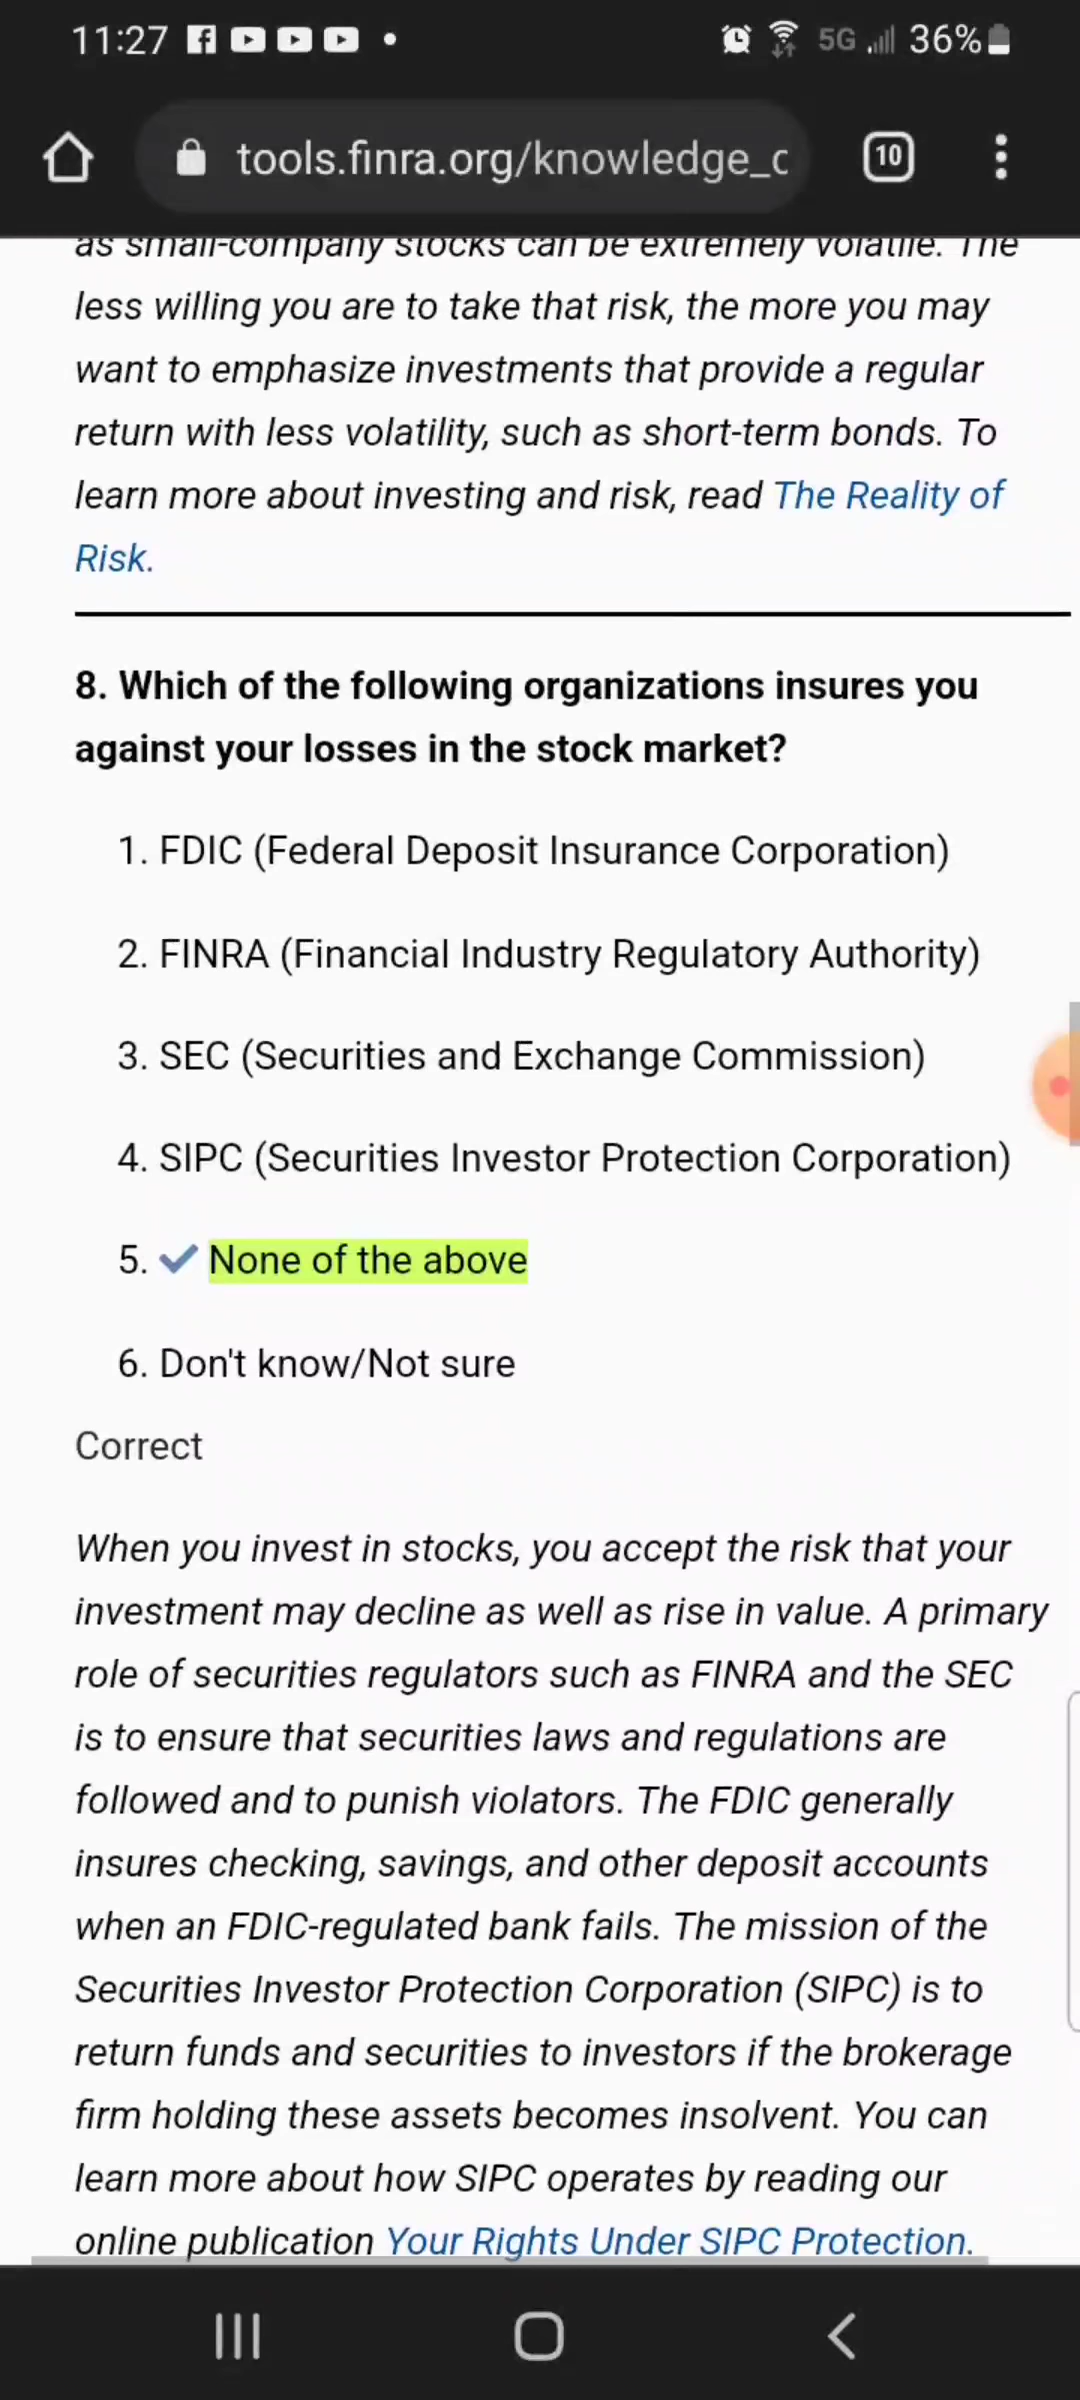 11:27
5G
36%
tools.finra.org/knowledge_c
10
as small-company stocks can be extremely volatile. The
less willing you are to take that risk, the more you may
want to emphasize investments that provide a regular
return with less volatility, such as short-term bonds. To
learn more about investing and risk, read The Reality of
Risk.
8. Which of the following organizations insures you
against your losses in the stock market?
1. FDIC (Federal Deposit Insurance Corporation)
2. FINRA (Financial Industry Regulatory Authority)
3. SEC (Securities and Exchange Commission)
4. SIPC (Securities Investor Protection Corporation)
5. None of the above
6. Don't know/Not sure
Correct
When you invest in stocks, you accept the risk that your
investment may decline as well as rise in value. A primary
role of securities regulators such as FINRA and the SEC
is to ensure that securities laws and regulations are
followed and to punish violators. The FDIC generally
insures checking, savings, and other deposit accounts
when an FDIC-regulated bank fails. The mission of the
Securities Investor Protection Corporation (SIPC) is to
return funds and securities to investors if the brokerage
firm holding these assets becomes insolvent. You can
learn more about how SIPC operates by reading our
online publication Your Rights Under SIPC Protection.